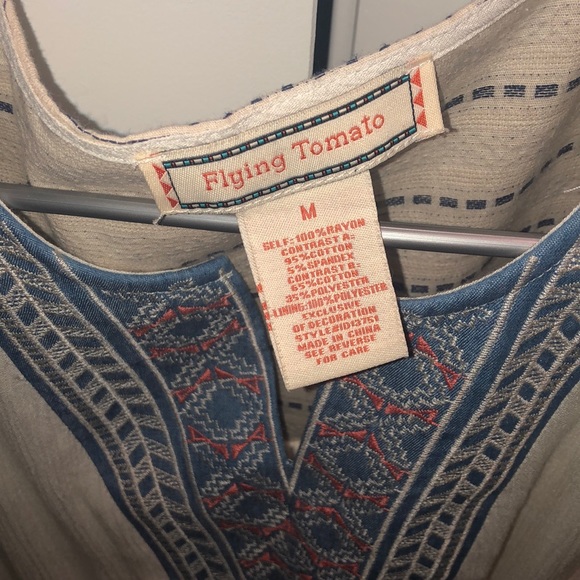 Flying Tomato
M
SELF:100%RAYON
CONTRAST A:
95%COTTON
5%SPANDEX
CONTRAST B:
65%COTTON
35%POLYESTER
LINING:100%POLYESTER
EXCLUSIVE
OF DECORATION
STYLE#ID13751
MADE IN CHINA
SEE REVERSE
FOR CARE